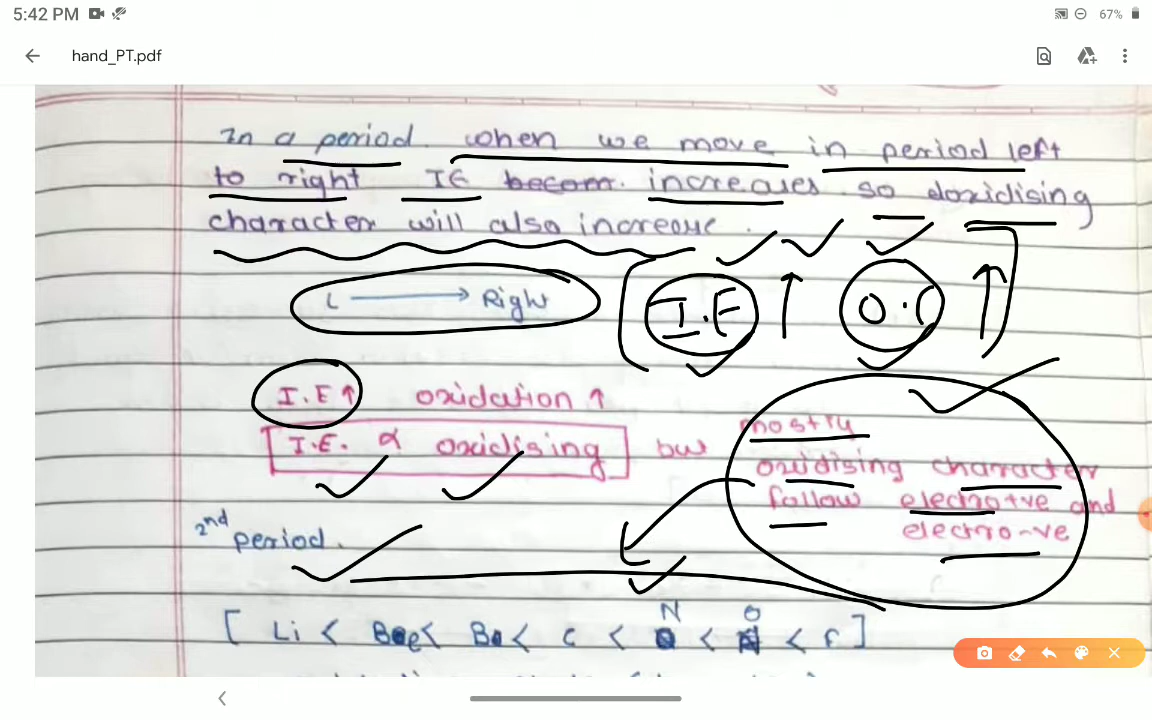 5:42 PM
67%
hand_PT.pdf
In a period. when we move in period left
to right IE becom. increases so oxidising
character will also increase.
L → Right
I.E ↑ O.C ↑
I.E ↑ oxidation ↑
I.E. ∝ oxidising but mostly
oxidising character
follow electro+ve and
electro-ve
2nd period.
N O
[ Li < Be < B < C < < < F ]